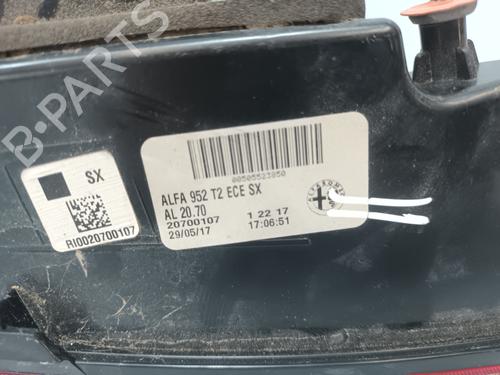 B-PARTS
SX
RI0020700107
00505523050
ALFA 952 T2 ECE SX
AL 20.70
20700107
1 22 17
29/05/17
17:06:51